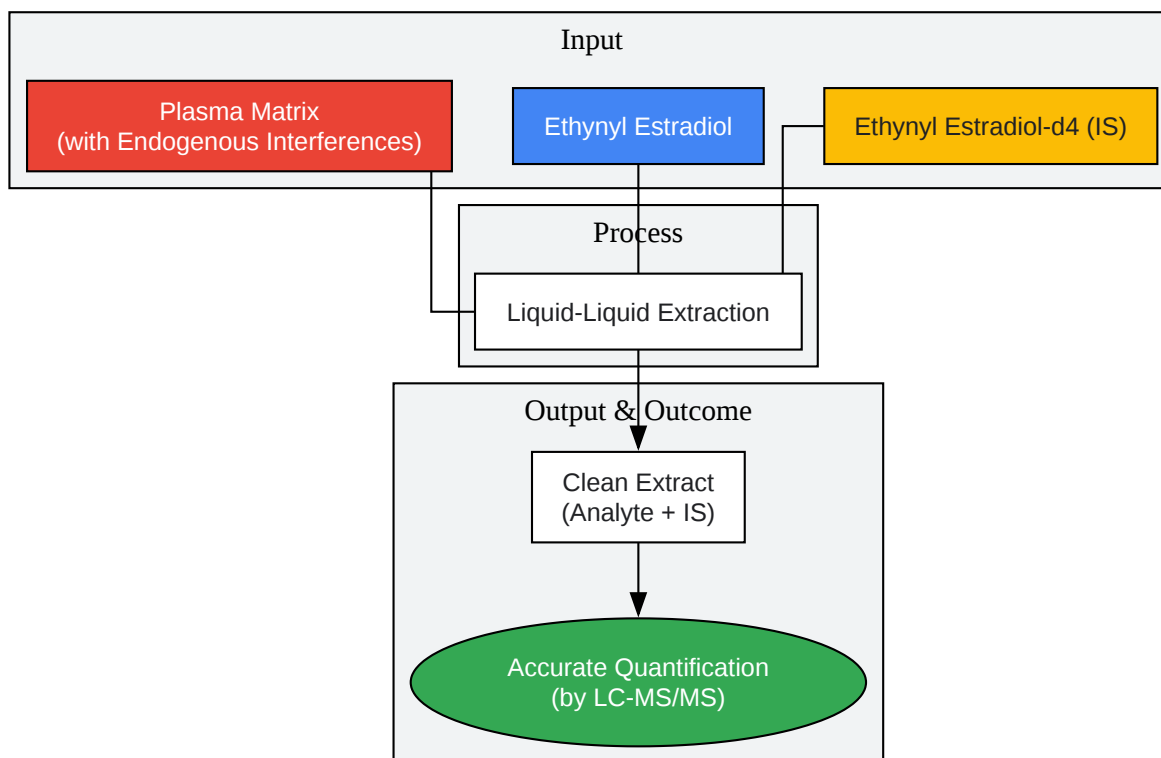 Input
Plasma Matrix
(with Endogenous Interferences)
Ethynyl Estradiol
Ethynyl Estradiol-d4 (IS)
Process
Liquid-Liquid Extraction
Output & Outcome
Clean Extract
(Analyte + IS)
Accurate Quantification
(by LC-MS/MS)